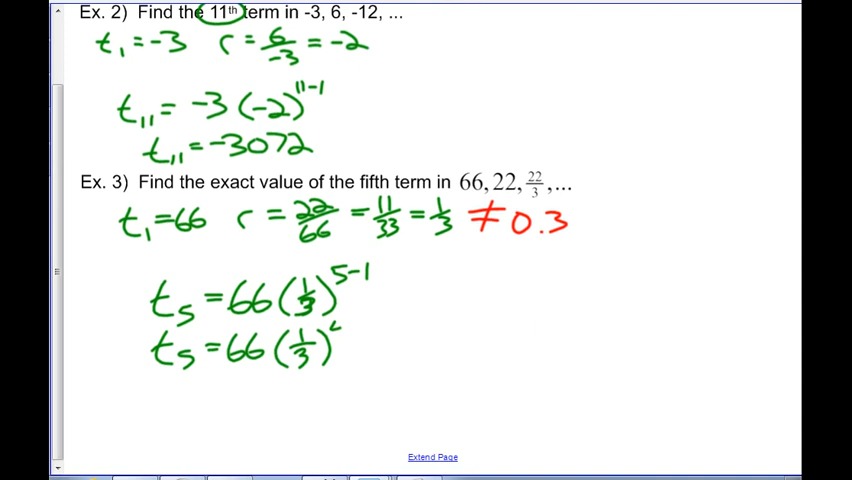 Ex. 2) Find the 11th term in -3, 6, -12, ...
t₁ = -3 r = 6/-3 = -2
t₁₁ = -3 (-2)^11-1
t₁₁ = -3072
Ex. 3) Find the exact value of the fifth term in 66, 22, 22/3, ...
t₁ = 66 r = 22/66 = 11/33 = 1/3 ≠ 0.3
t₅ = 66 (1/3)^5-1
t₅ = 66 (1/3)
Extend Page